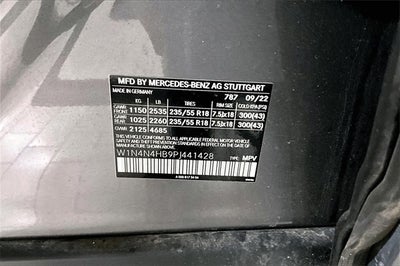 MFD BY MERCEDES-BENZ AG STUTTGART
MADE IN GERMANY 787 09/22
KG LB TIRES RIM SIZE COLD KPA (PSI)
GAWR FRONT 1150 2535 235/55 R18 7.5Jx18 300(43)
GAWR REAR 1025 2260 235/55 R18 7.5Jx18 300(43)
GVWR 2125 4685
THIS VEHICLE CONFORMS TO ALL APPLICABLE FEDERAL MOTOR VEHICLE
SAFETY, BUMPER, AND THEFT PREVENTION STANDARDS IN EFFECT ON
THE DATE OF MANUFACTURE SHOWN ABOVE.
W1N4N4HB9PJ441428 TYPE: MPV